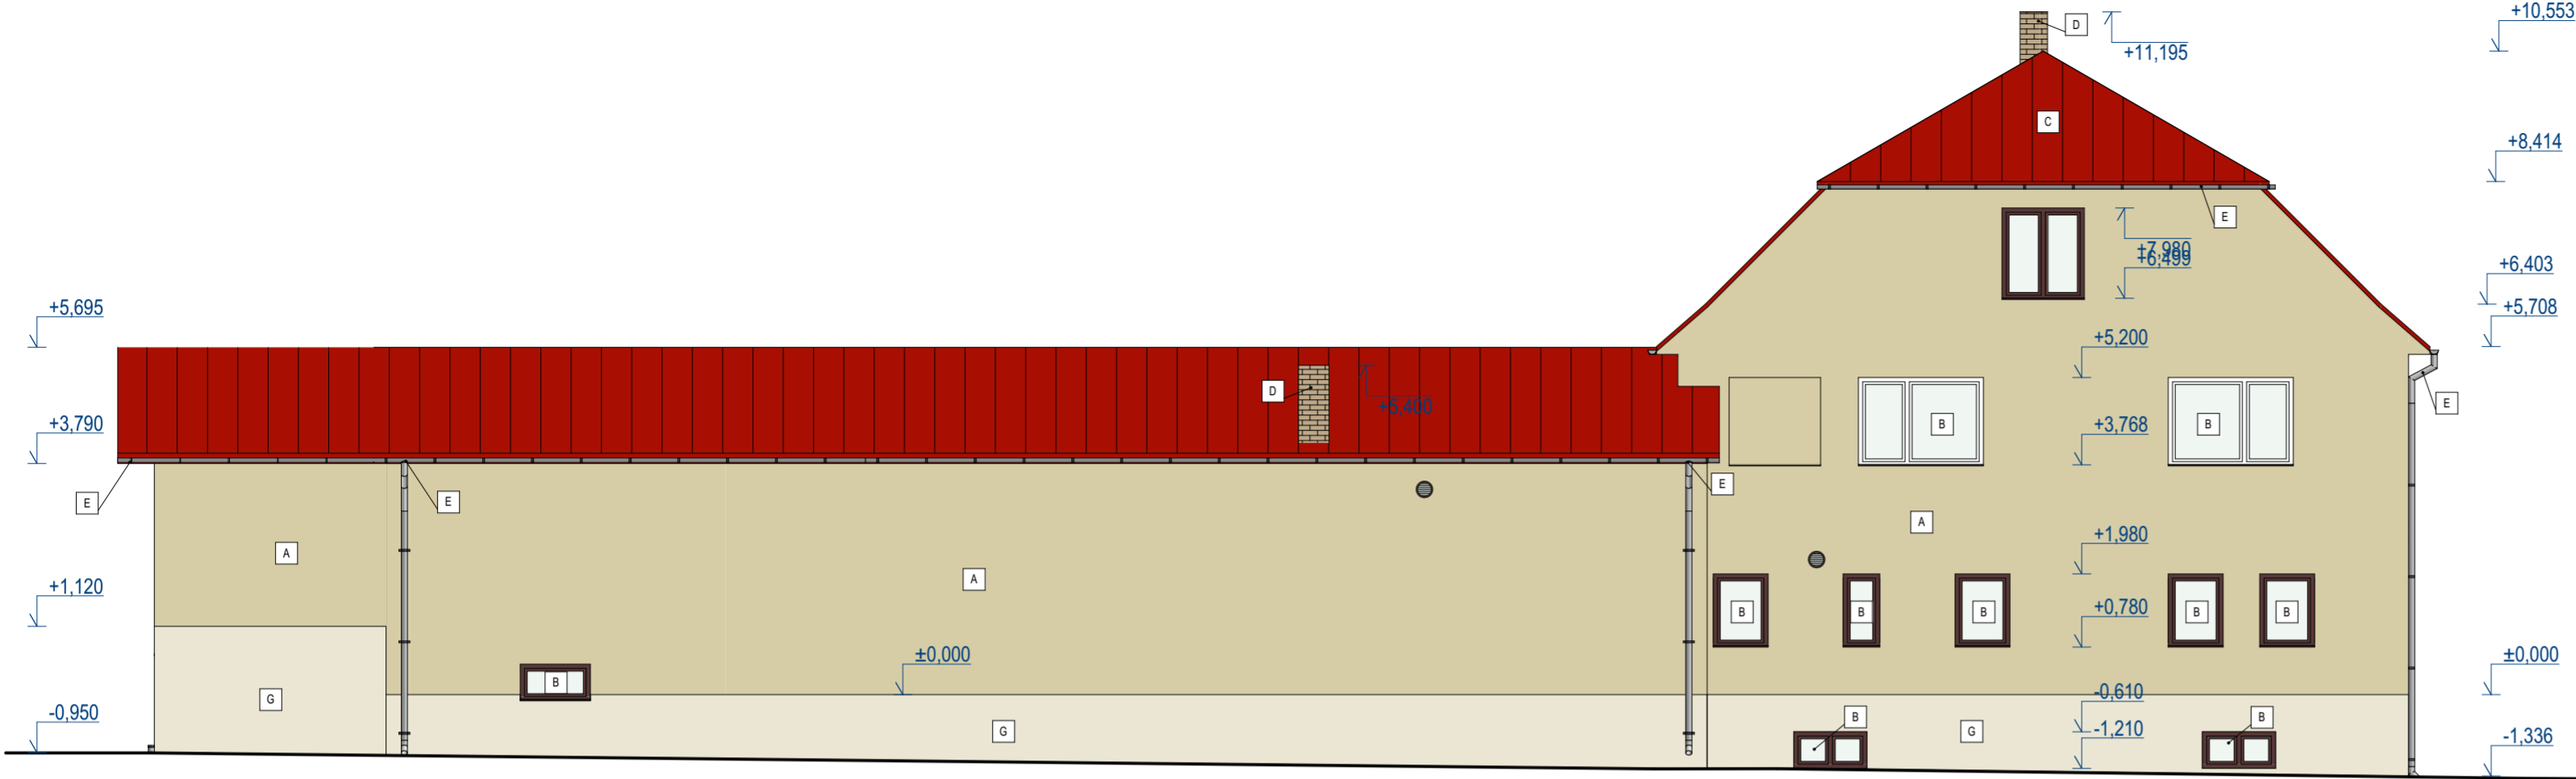 +10,553
D
+11,195
C
+8,414
E
+7,980
+6,499
+6,403
+5,695
+5,708
+5,200
D
+5,400
E
+3,790
B
B
+3,768
E
E
E
A
A
+1,980
A
+1,120
B
B
B
+0,780
B
B
±0,000
±0,000
B
G
-0,610
-0,950
B
B
G
G
-1,210
-1,336